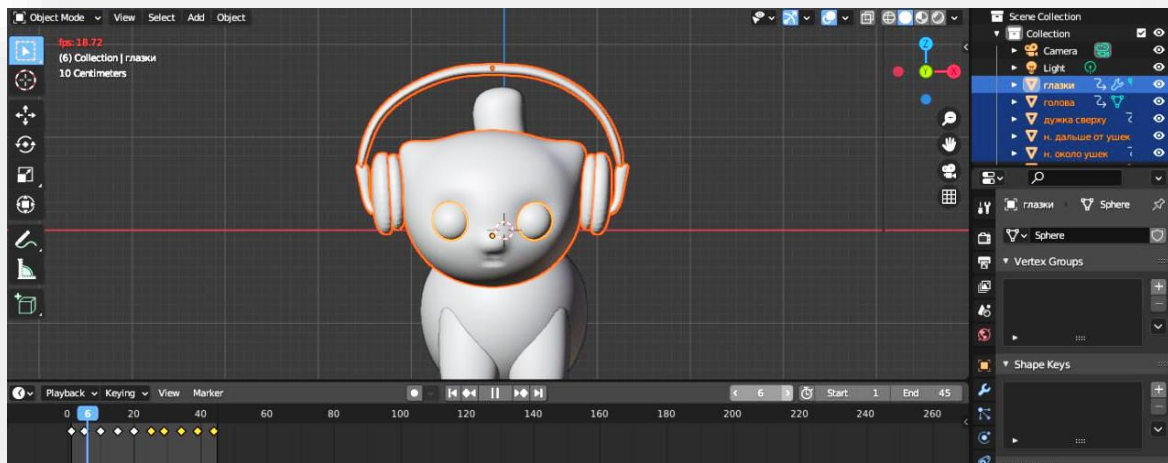 Object Mode View Select Add Object
fps: 18.72
(6) Collection | глазки
10 Centimeters
Z
Y
X
Scene Collection
Collection
Camera
Light
глазки
голова
дужка сверху
н. дальше от ушек
н. около ушек
глазки Sphere
Sphere
Vertex Groups
Shape Keys
Playback Keying View Marker
6 Start 1 End 45
0 6 20 40 60 80 100 120 140 160 180 200 220 240 260